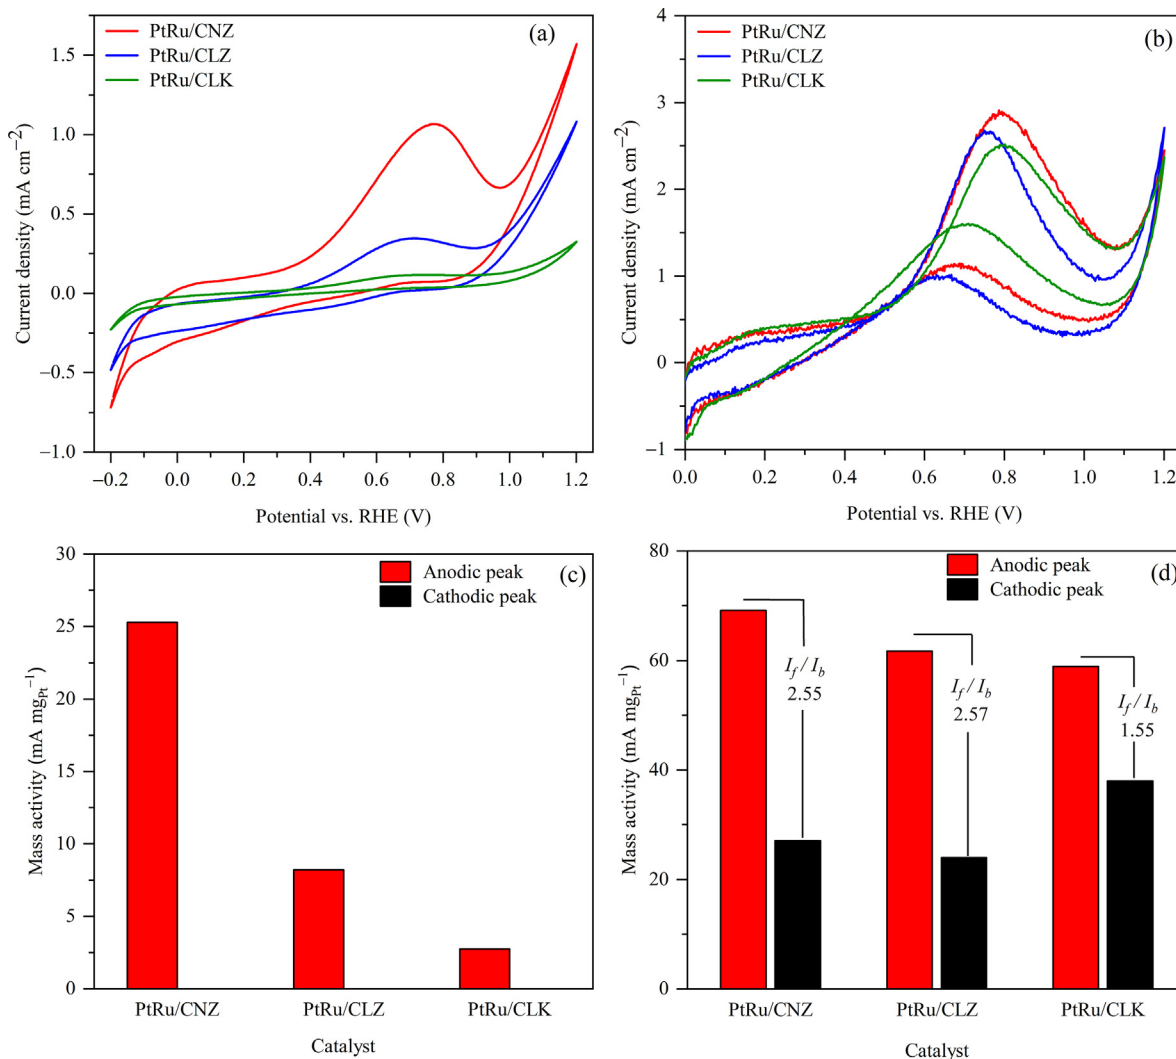 (a)
PtRu/CNZ
PtRu/CLZ
PtRu/CLK
1.5
1.0
0.5
0.0
−0.5
−1.0
Current density (mA cm−2)
−0.2
0.0
0.2
0.4
0.6
0.8
1.0
1.2
Potential vs. RHE (V)
(b)
PtRu/CNZ
PtRu/CLZ
PtRu/CLK
4
3
2
1
0
−1
Current density (mA cm−2)
0.0
0.2
0.4
0.6
0.8
1.0
1.2
Potential vs. RHE (V)
(c)
Anodic peak
Cathodic peak
30
25
20
15
10
5
0
Mass activity (mA mgPt−1)
PtRu/CNZ
PtRu/CLZ
PtRu/CLK
Catalyst
(d)
Anodic peak
Cathodic peak
80
60
40
20
0
Mass activity (mA mgPt−1)
If / Ib
2.55
If / Ib
2.57
If / Ib
1.55
PtRu/CNZ
PtRu/CLZ
PtRu/CLK
Catalyst